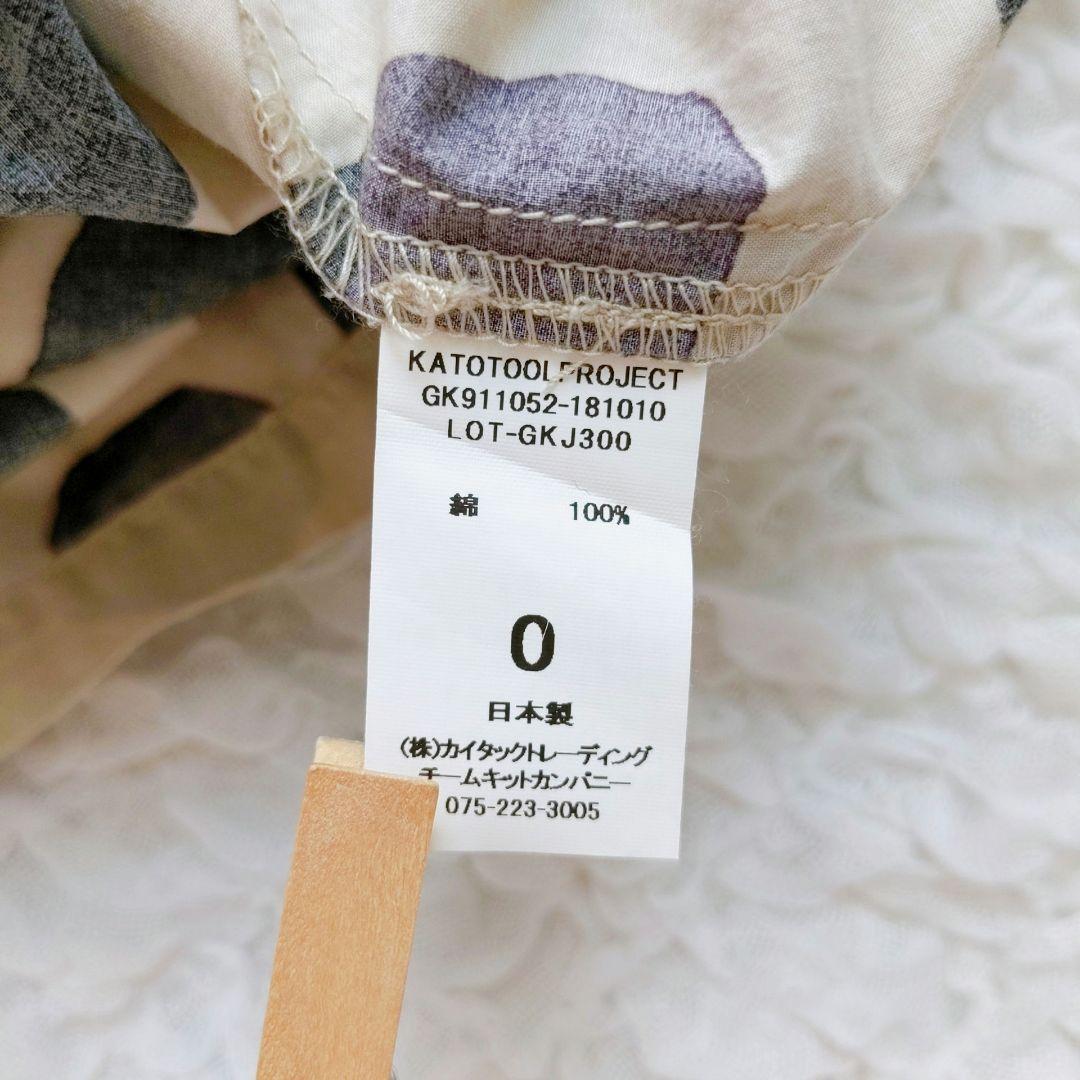 KATOTOOLPROJECT
GK911052-181010
LOT-GKJ300
綿 100%
0
日本製
(株)カイタックトレーディング
チームキットカンパニー
075-223-3005